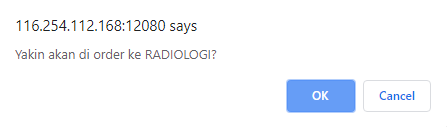 116.254.112.168:12080 says
Yakin akan di order ke RADIOLOGI?
OK
Cancel